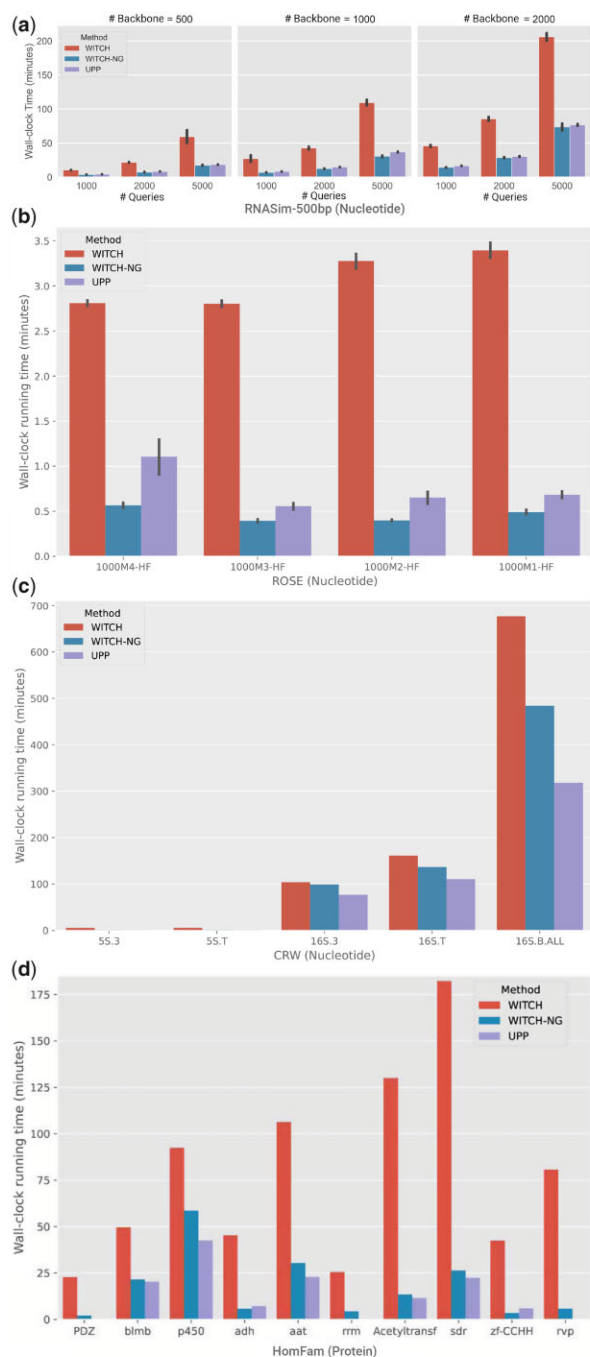 (a)
# Backbone = 500
# Backbone = 1000
# Backbone = 2000
Wall-clock Time (minutes)
200
150
100
50
0
Method
WITCH
WITCH-NG
UPP
1000
2000
5000
1000
2000
5000
1000
2000
5000
# Queries
# Queries
# Queries
RNASim-500bp (Nucleotide)
(b)
Wall-clock running time (minutes)
3.5
3.0
2.5
2.0
1.5
1.0
0.5
0.0
Method
WITCH
WITCH-NG
UPP
1000M4-HF
1000M3-HF
1000M2-HF
1000M1-HF
ROSE (Nucleotide)
(c)
Wall-clock running time (minutes)
700
600
500
400
300
200
100
0
Method
WITCH
WITCH-NG
UPP
5S.3
5S.T
16S.3
16S.T
16S.B.ALL
CRW (Nucleotide)
(d)
Wall-clock running time (minutes)
175
150
125
100
75
50
25
0
Method
WITCH
WITCH-NG
UPP
PDZ
blmb
p450
adh
aat
rrm
Acetyltransf
sdr
zf-CCHH
rvp
HomFam (Protein)